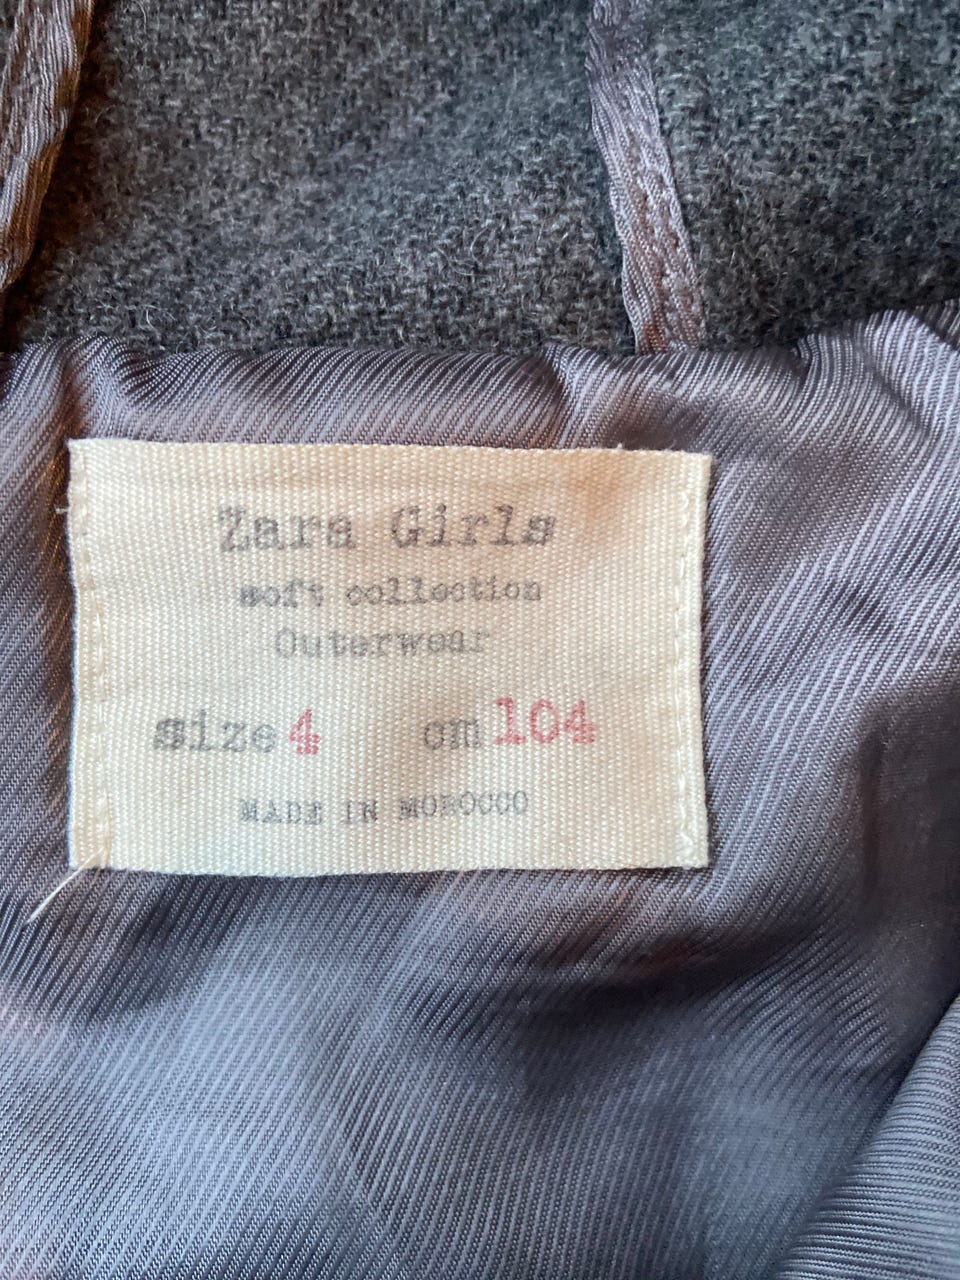 Zara Girls
soft collection
Outerwear
size 4 cm 104
MADE IN MOROCCO